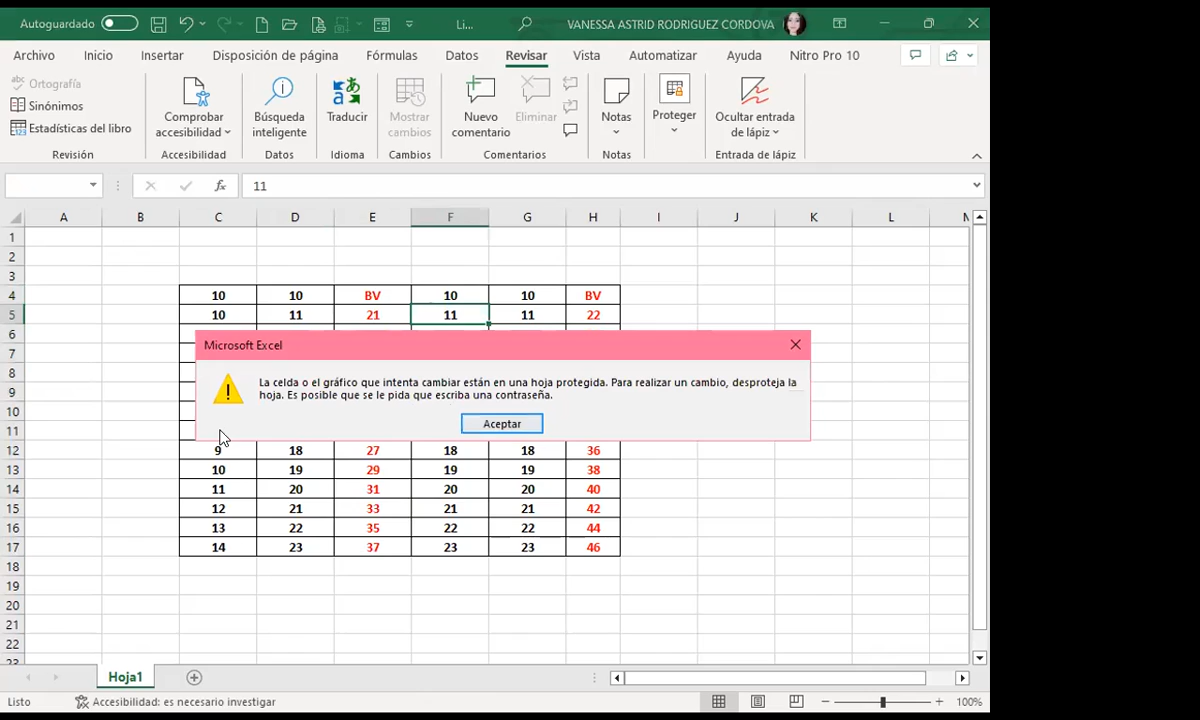 Autoguardado
Li...
VANESSA ASTRID RODRIGUEZ CORDOVA
Archivo Inicio Insertar Disposición de página Fórmulas Datos Revisar Vista Automatizar Ayuda Nitro Pro 10
abc Ortografía
Sinónimos
Estadísticas del libro
Revisión
Comprobar
accesibilidad
Accesibilidad
Búsqueda
inteligente
Datos
Traducir
Idioma
Mostrar
cambios
Cambios
Nuevo
comentario
Eliminar
Comentarios
Notas
Notas
Proteger
Ocultar entrada
de lápiz
Entrada de lápiz
fx 11
A B C D E F G H I J K L M
1
2
3
4 10 10 BV 10 10 BV
5 10 11 21 11 11 22
6
7
8
9
10
11
Microsoft Excel
La celda o el gráfico que intenta cambiar están en una hoja protegida. Para realizar un cambio, desproteja la
hoja. Es posible que se le pida que escriba una contraseña.
Aceptar
12 9 18 27 18 18 36
13 10 19 29 19 19 38
14 11 20 31 20 20 40
15 12 21 33 21 21 42
16 13 22 35 22 22 44
17 14 23 37 23 23 46
18
19
20
21
22
23
Hoja1
Listo Accesibilidad: es necesario investigar 100%